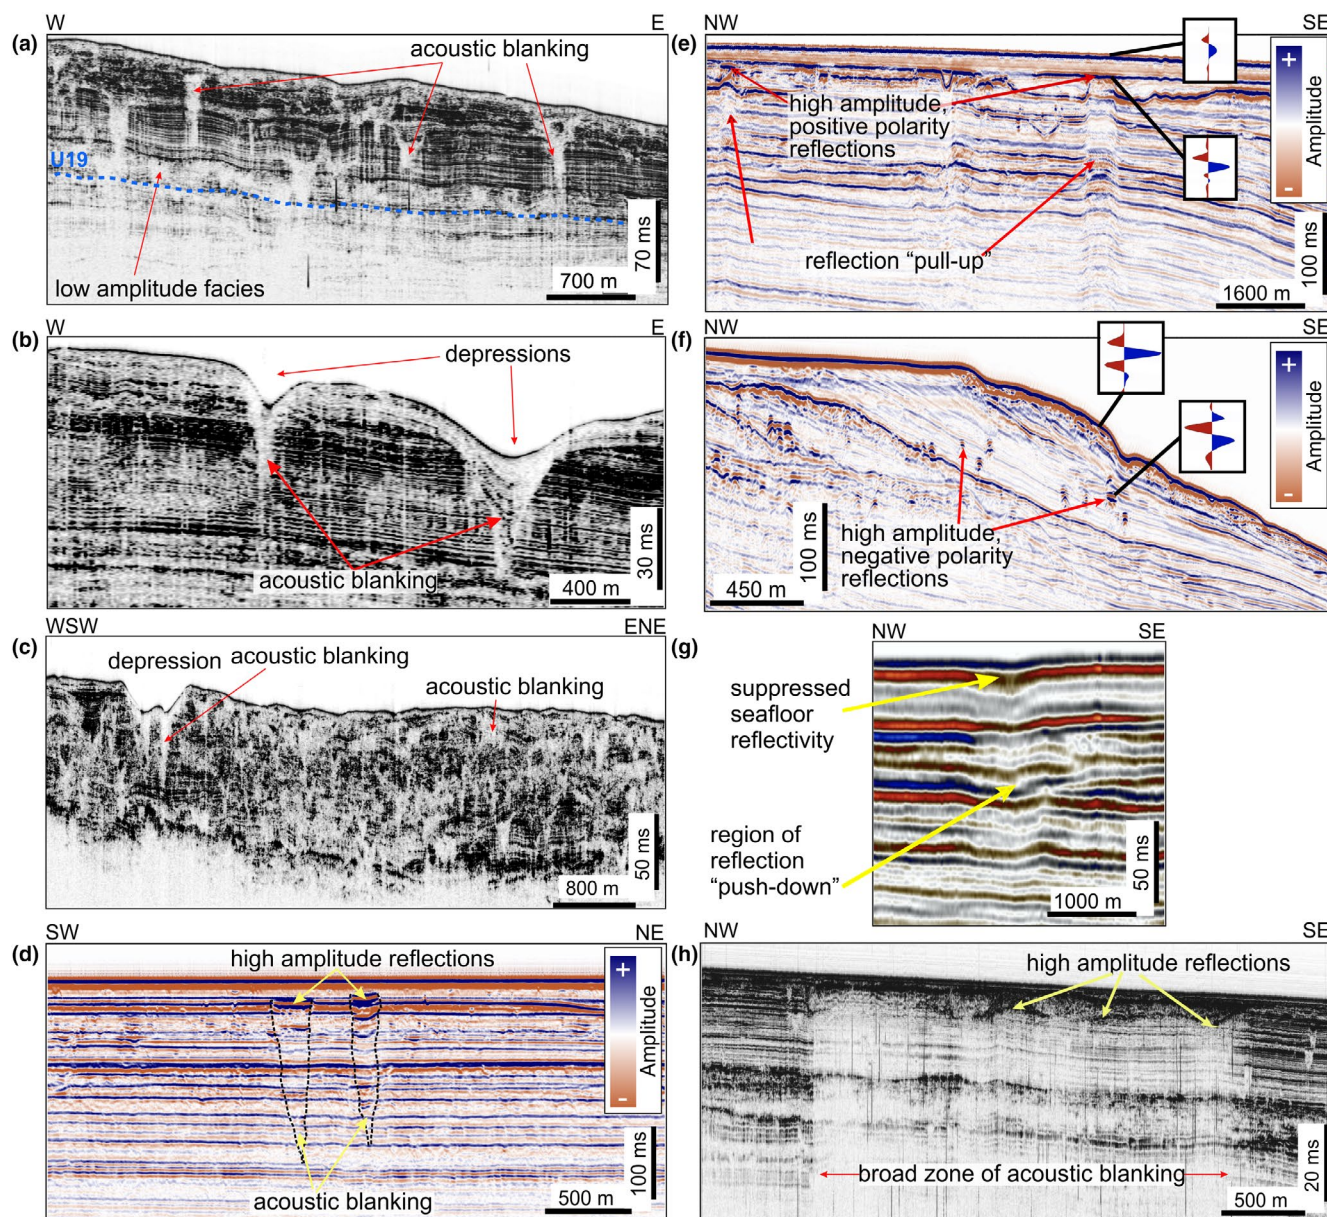 W E
(a)
acoustic blanking
U19
low amplitude facies
70 ms
700 m
W E
(b)
depressions
acoustic blanking
30 ms
400 m
WSW ENE
(c)
depression
acoustic blanking
acoustic blanking
50 ms
800 m
SW NE
(d)
high amplitude reflections
+
Amplitude
-
acoustic blanking
100 ms
500 m
NW SE
(e)
high amplitude,
positive polarity
reflections
reflection “pull-up”
+
Amplitude
-
100 ms
1600 m
NW SE
(f)
high amplitude,
negative polarity
reflections
+
Amplitude
-
100 ms
450 m
NW SE
(g)
suppressed
seafloor
reflectivity
region of
reflection
“push-down”
50 ms
1000 m
NW SE
(h)
high amplitude reflections
broad zone of acoustic blanking
20 ms
500 m